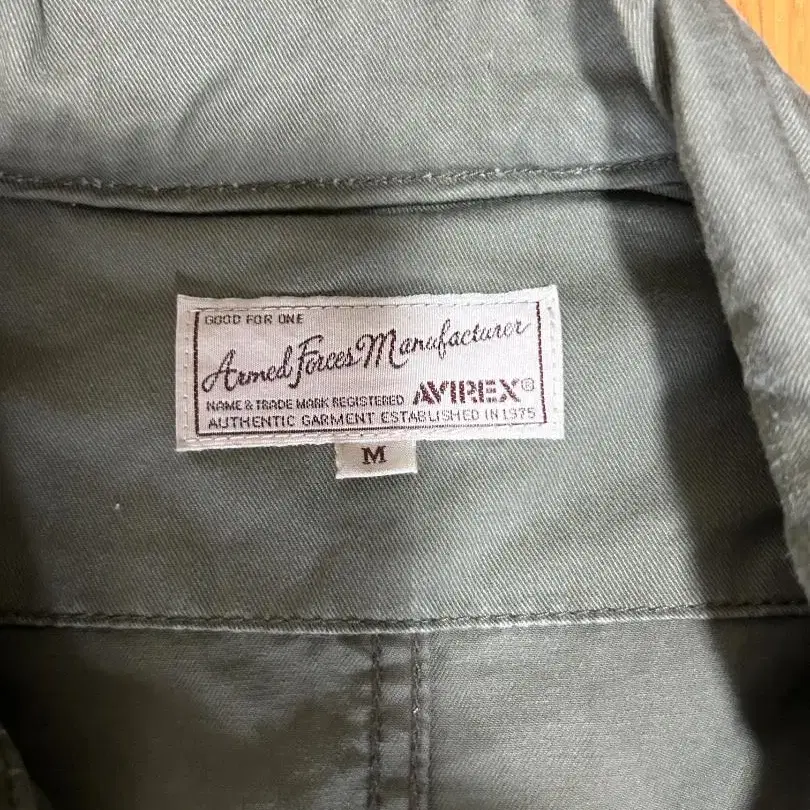 GOOD FOR ONE
Armed Forces Manufacturer
NAME & TRADE MARK REGISTERED AVIREX®
AUTHENTIC GARMENT ESTABLISHED IN 1975
M